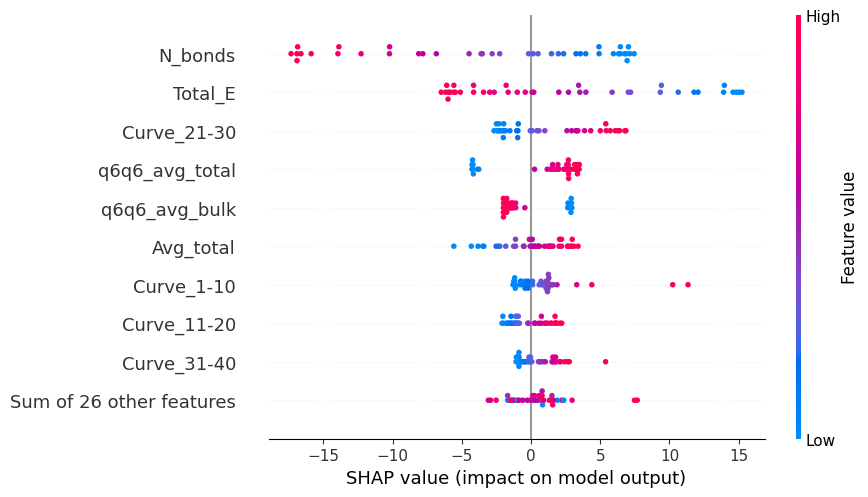 High
N_bonds
Total_E
Curve_21-30
q6q6_avg_total
q6q6_avg_bulk
Avg_total
Curve_1-10
Curve_11-20
Curve_31-40
Sum of 26 other features
Feature value
Low
−15 −10 −5 0 5 10 15
SHAP value (impact on model output)